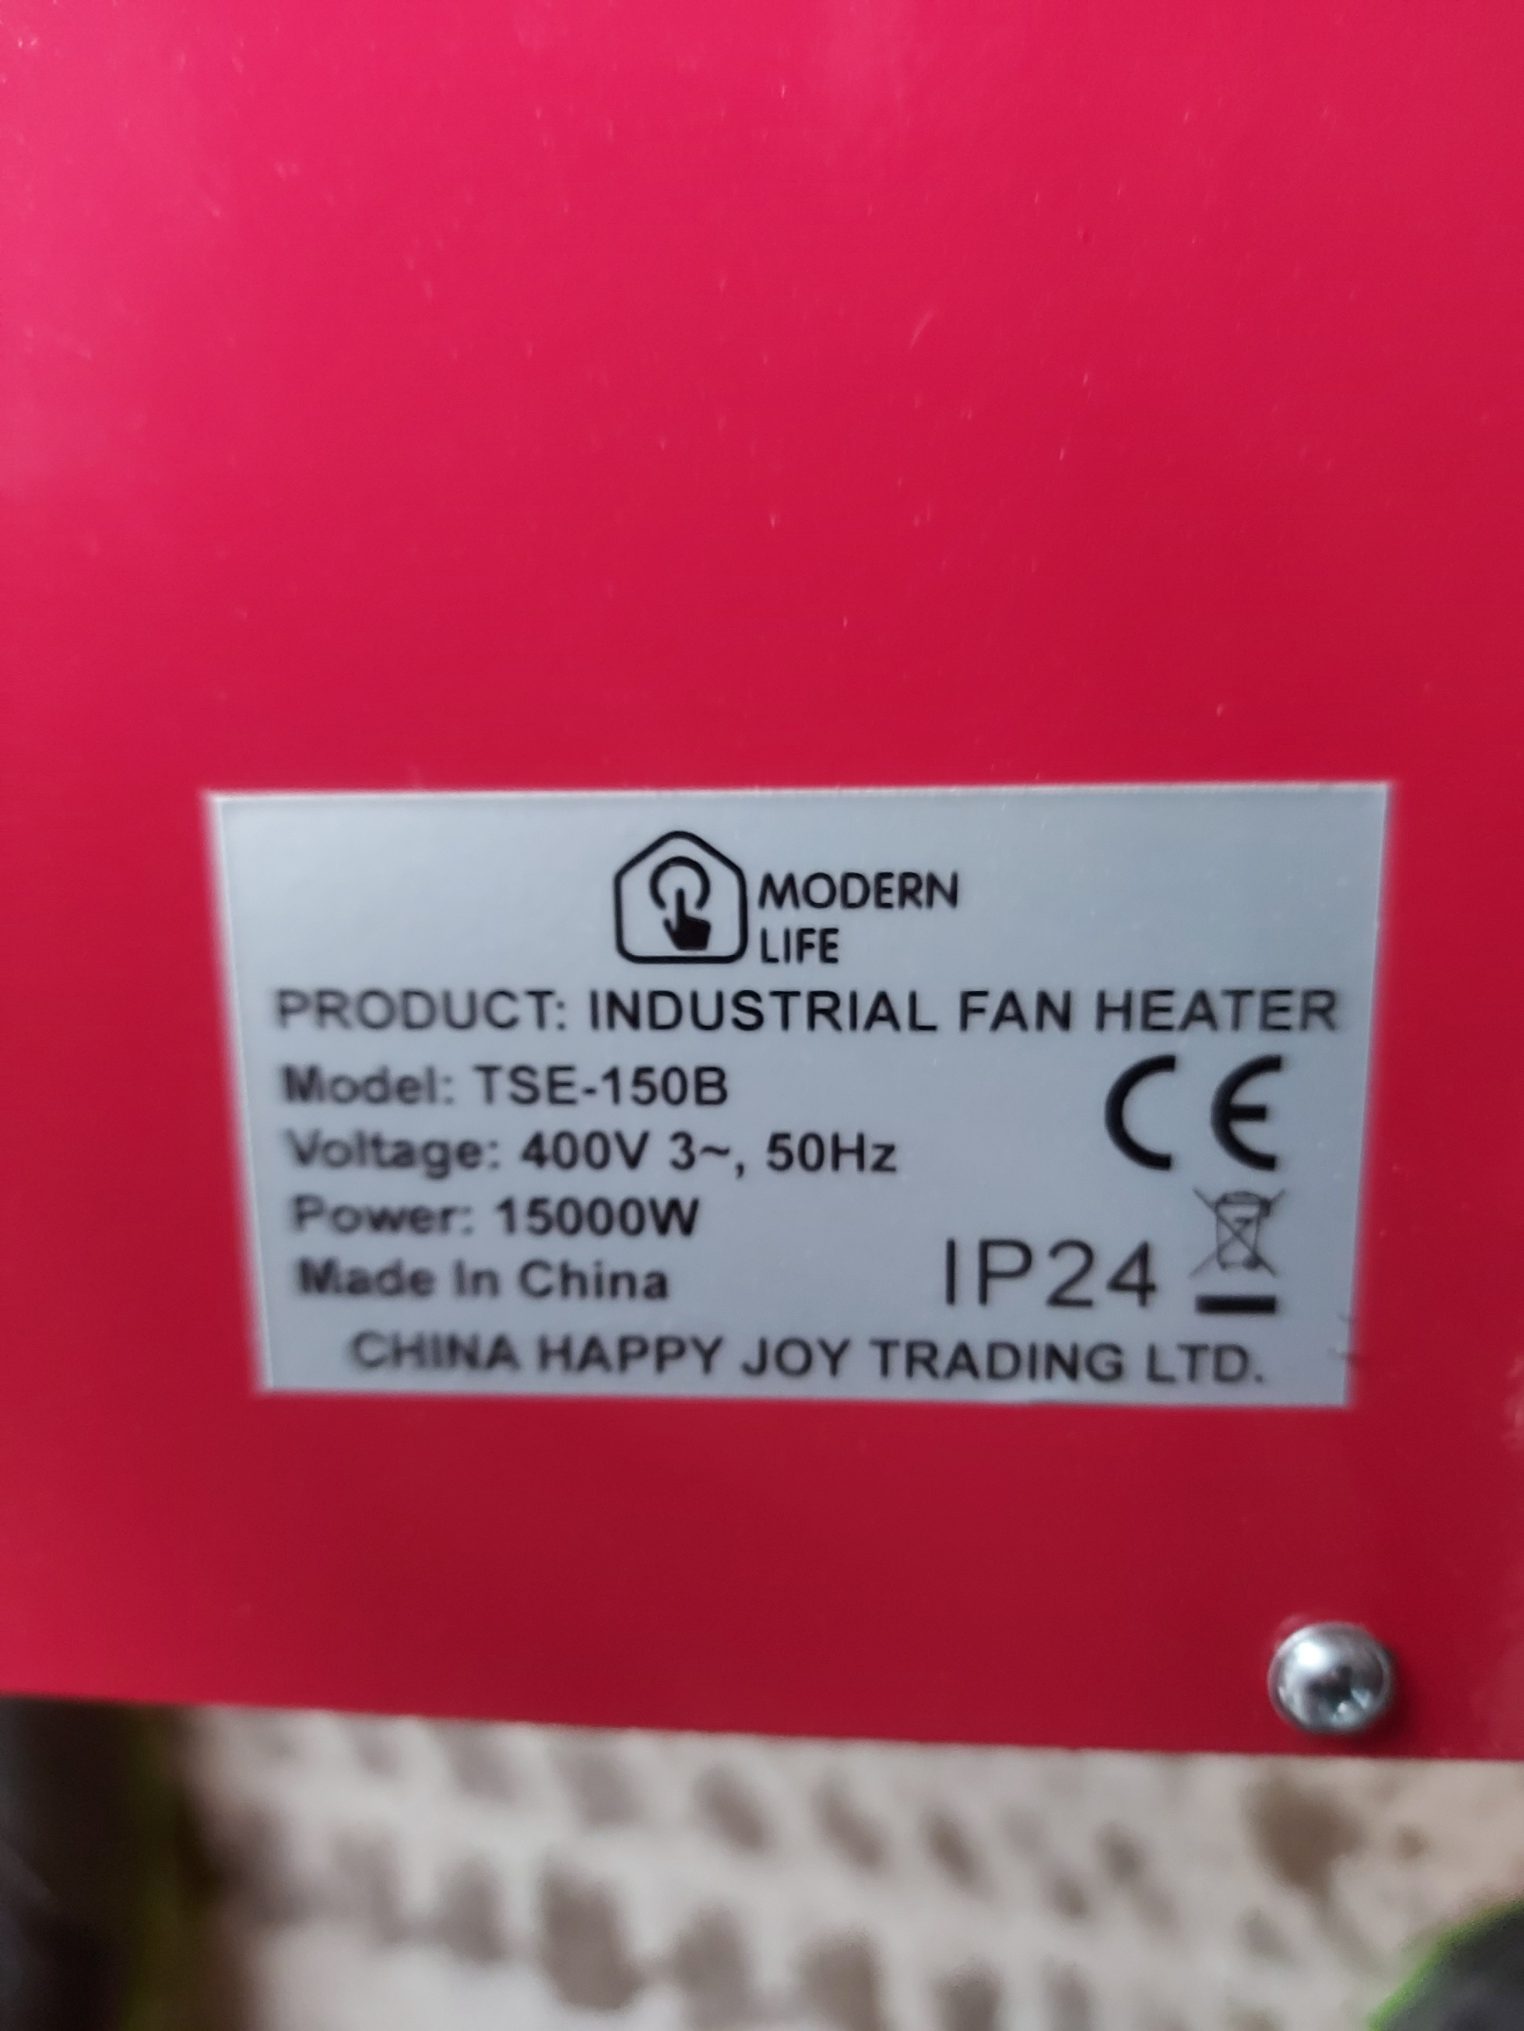 MODERN
LIFE
PRODUCT: INDUSTRIAL FAN HEATER
Model: TSE-150B
Voltage: 400V 3~, 50Hz
Power: 15000W
Made In China
CE
IP24
CHINA HAPPY JOY TRADING LTD.